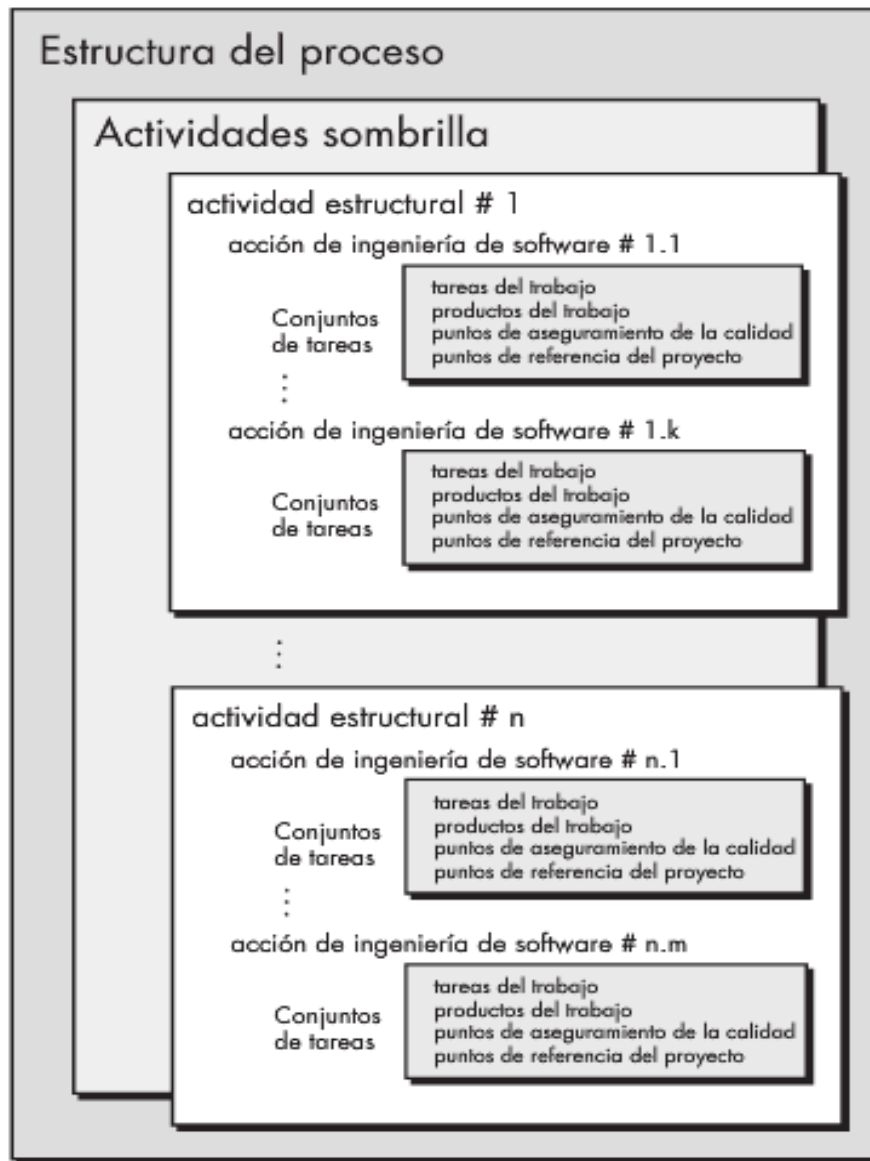 Estructura del proceso
Actividades sombrilla
actividad estructural # 1
acción de ingeniería de software # 1.1
Conjuntos
de tareas
tareas del trabajo
productos del trabajo
puntos de aseguramiento de la calidad
puntos de referencia del proyecto
acción de ingeniería de software # 1.k
Conjuntos
de tareas
tareas del trabajo
productos del trabajo
puntos de aseguramiento de la calidad
puntos de referencia del proyecto
actividad estructural # n
acción de ingeniería de software # n.1
Conjuntos
de tareas
tareas del trabajo
productos del trabajo
puntos de aseguramiento de la calidad
puntos de referencia del proyecto
acción de ingeniería de software # n.m
Conjuntos
de tareas
tareas del trabajo
productos del trabajo
puntos de aseguramiento de la calidad
puntos de referencia del proyecto